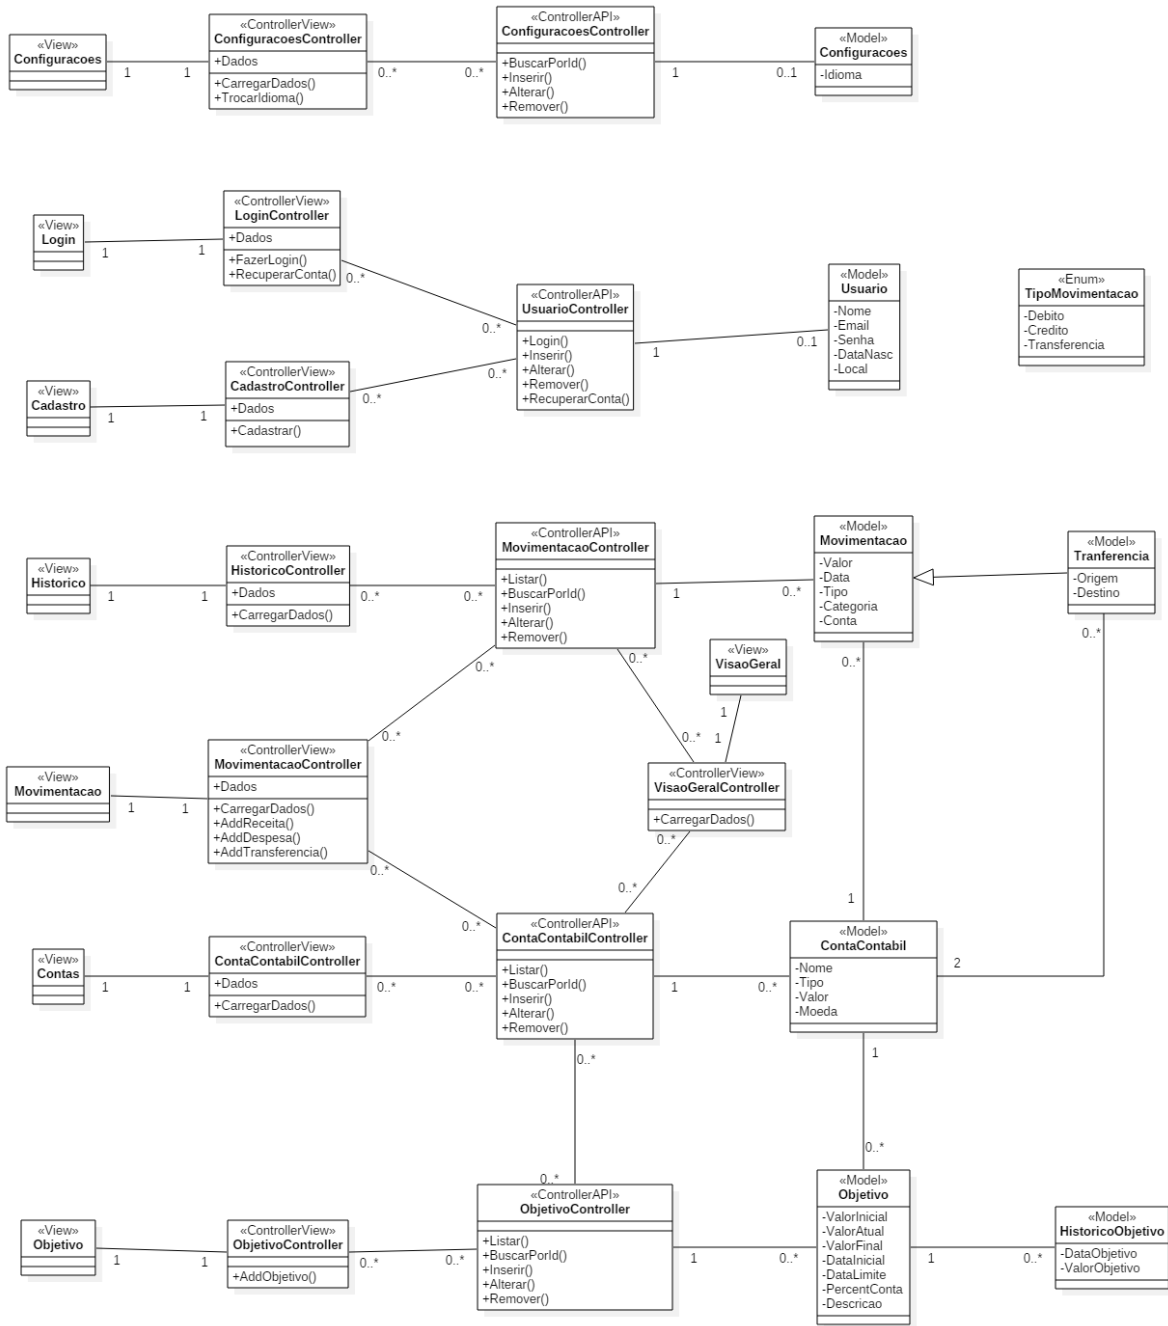 «View»
Configuracoes
1
1
«ControllerView»
ConfiguracoesController
+Dados
+CarregarDados()
+TrocarIdioma()
0..*
0..*
«ControllerAPI»
ConfiguracoesController
+BuscarPorId()
+Inserir()
+Alterar()
+Remover()
1
0..1
«Model»
Configuracoes
-Idioma
«View»
Login
1
1
«ControllerView»
LoginController
+Dados
+FazerLogin()
+RecuperarConta()
0..*
0..*
«ControllerAPI»
UsuarioController
+Login()
+Inserir()
+Alterar()
+Remover()
+RecuperarConta()
1
0..1
«Model»
Usuario
-Nome
-Email
-Senha
-DataNasc
-Local
«Enum»
TipoMovimentacao
-Debito
-Credito
-Transferencia
«View»
Cadastro
1
1
«ControllerView»
CadastroController
+Dados
+Cadastrar()
0..*
0..*
«View»
Historico
1
1
«ControllerView»
HistoricoController
+Dados
+CarregarDados()
0..*
0..*
«ControllerAPI»
MovimentacaoController
+Listar()
+BuscarPorId()
+Inserir()
+Alterar()
+Remover()
1
0..*
«Model»
Movimentacao
-Valor
-Data
-Tipo
-Categoria
-Conta
«Model»
Tranferencia
-Origem
-Destino
0..*
0..*
0..*
0..*
«View»
VisaoGeral
1
1
0..*
0..*
«View»
Movimentacao
1
1
«ControllerView»
MovimentacaoController
+Dados
+CarregarDados()
+AddReceita()
+AddDespesa()
+AddTransferencia()
«ControllerView»
VisaoGeralController
+CarregarDados()
0..*
0..*
0..*
0..*
1
2
«View»
Contas
1
1
«ControllerView»
ContaContabilController
+Dados
+CarregarDados()
0..*
0..*
«ControllerAPI»
ContaContabilController
+Listar()
+BuscarPorId()
+Inserir()
+Alterar()
+Remover()
1
0..*
«Model»
ContaContabil
-Nome
-Tipo
-Valor
-Moeda
0..*
1
0..*
0..*
«View»
Objetivo
1
1
«ControllerView»
ObjetivoController
+AddObjetivo()
0..*
0..*
«ControllerAPI»
ObjetivoController
+Listar()
+BuscarPorId()
+Inserir()
+Alterar()
+Remover()
1
0..*
«Model»
Objetivo
-ValorInicial
-ValorAtual
-ValorFinal
-DataInicial
-DataLimite
-PercentConta
-Descricao
1
0..*
«Model»
HistoricoObjetivo
-DataObjetivo
-ValorObjetivo